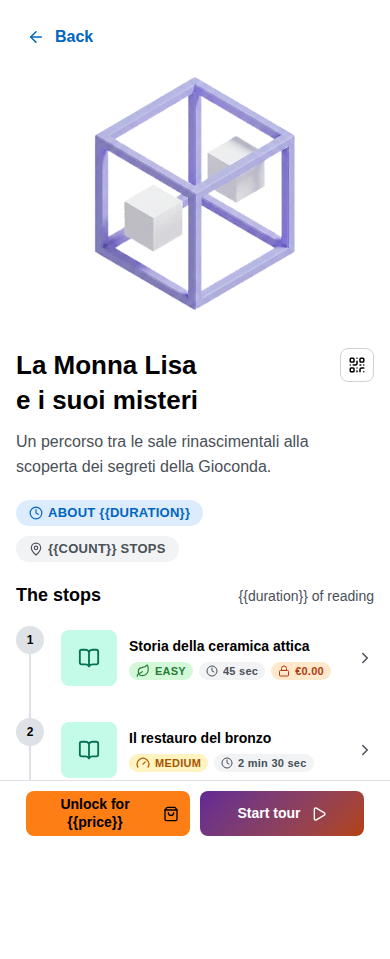 Back
La Monna Lisa
e i suoi misteri
Un percorso tra le sale rinascimentali alla
scoperta dei segreti della Gioconda.
ABOUT {{DURATION}}
{{COUNT}} STOPS
The stops
{{duration}} of reading
1
Storia della ceramica attica
EASY
45 sec
€0.00
2
Il restauro del bronzo
MEDIUM
2 min 30 sec
Unlock for
{{price}}
Start tour